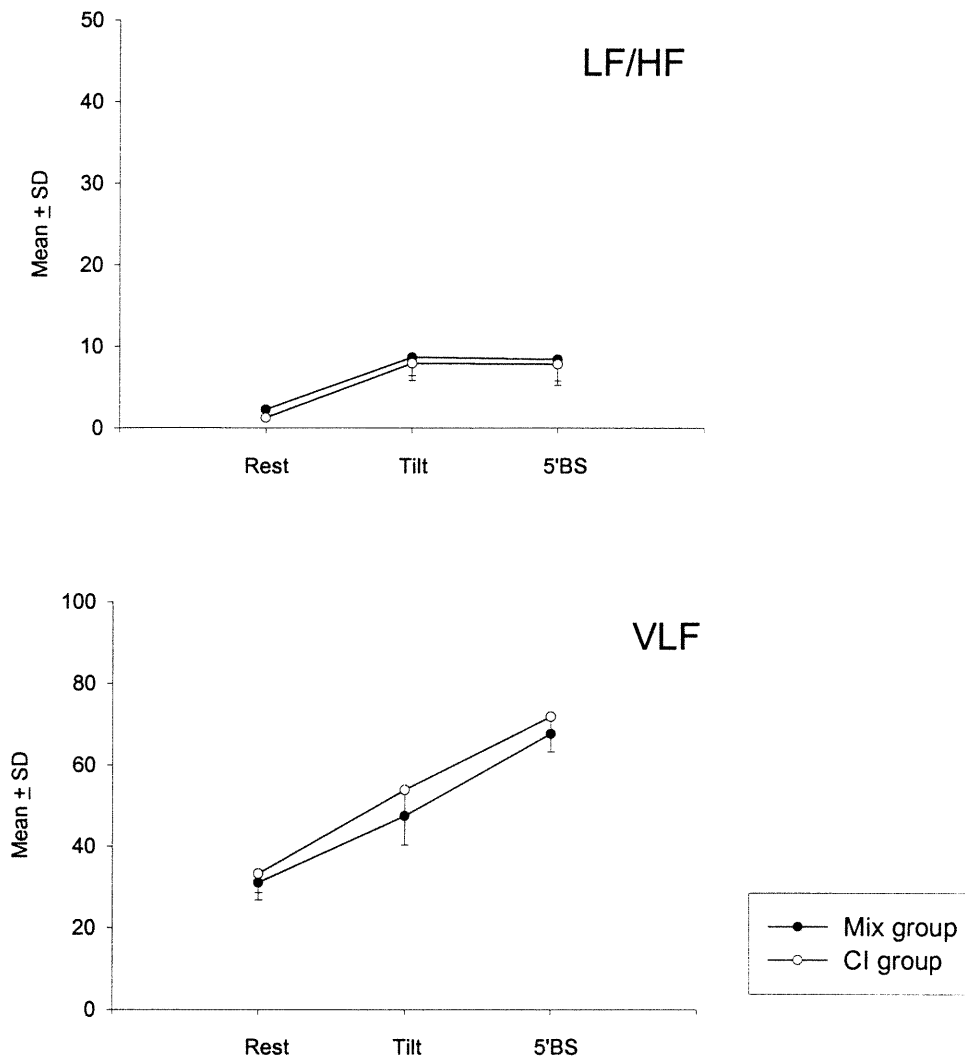 50
LF/HF
40
30
Mean ± SD
20
10
0
Rest Tilt 5'BS
100
VLF
80
60
Mean ± SD
40
20
0
Rest Tilt 5'BS
Mix group
CI group